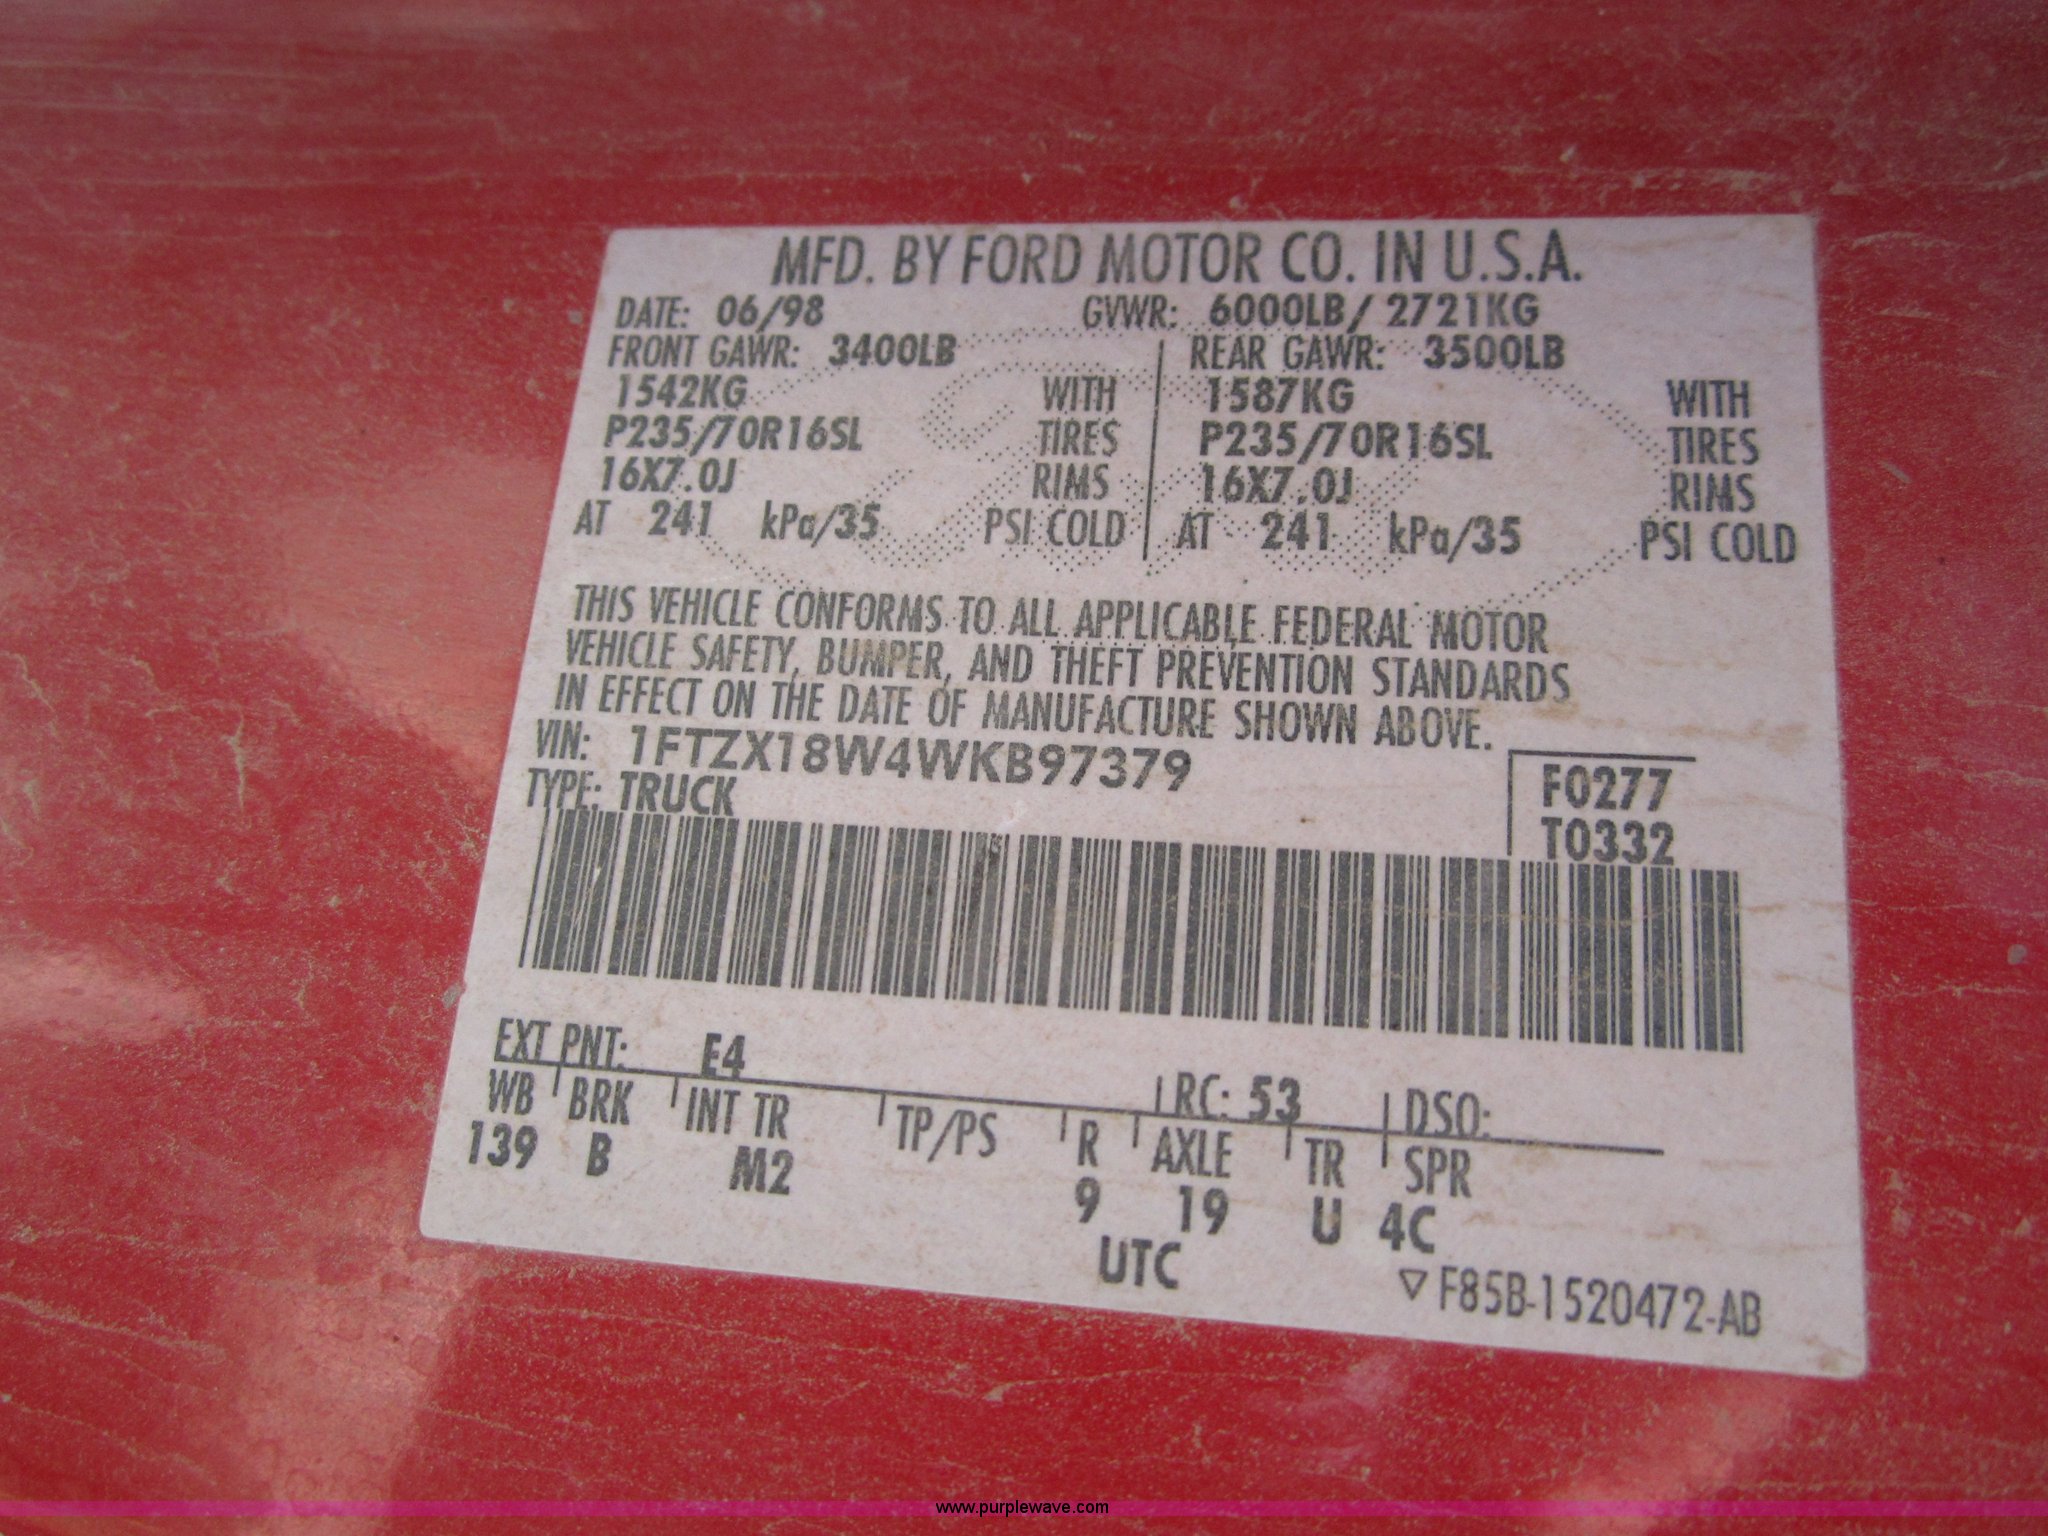 MFD. BY FORD MOTOR CO. IN U.S.A.
DATE: 06/98 GVWR: 6000LB/ 2721KG
FRONT GAWR: 3400LB REAR GAWR: 3500LB
1542KG WITH 1587KG WITH
P235/70R16SL TIRES P235/70R16SL TIRES
16X7.0J RIMS 16X7.0J RIMS
AT 241 kPa/35 PSI COLD AT 241 kPa/35 PSI COLD
THIS VEHICLE CONFORMS TO ALL APPLICABLE FEDERAL MOTOR
VEHICLE SAFETY, BUMPER, AND THEFT PREVENTION STANDARDS
IN EFFECT ON THE DATE OF MANUFACTURE SHOWN ABOVE.
VIN: 1FTZX18W4WKB97379
TYPE: TRUCK
F0277
T0332
EXT PNT: E4 RC: 53 DSO:
WB BRK INT TR TP/PS R AXLE TR SPR
139 B M2 9 19 U 4C
UTC
▽ F85B-1520472-AB
www.purplewave.com